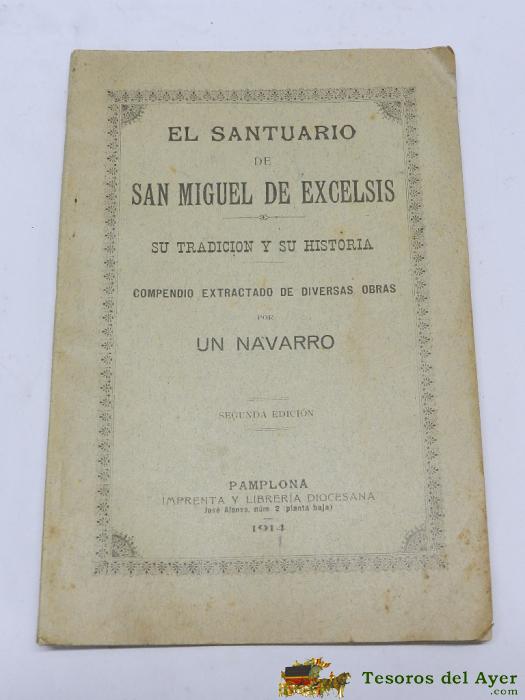 EL SANTUARIO
DE
SAN MIGUEL DE EXCELSIS
SU TRADICION Y SU HISTORIA
COMPENDIO EXTRACTADO DE DIVERSAS OBRAS
POR
UN NAVARRO
SEGUNDA EDICIÓN
PAMPLONA
IMPRENTA Y LIBRERÍA DIOCESANA
José Alonso, núm. 2 (planta baja)
1914
Tesoros del Ayer
.com